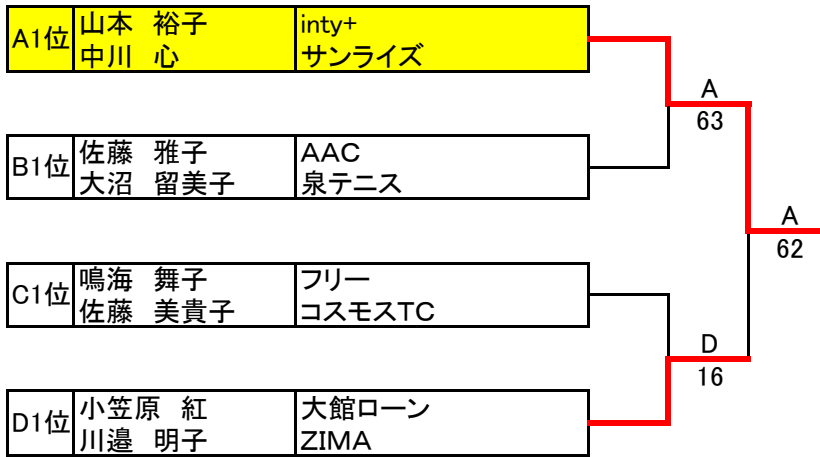 A1位 山本 裕子 inty+
中川 心 サンライズ
A
63
B1位 佐藤 雅子 AAC
大沼 留美子 泉テニス
A
62
C1位 鳴海 舞子 フリー
佐藤 美貴子 コスモスTC
D
16
D1位 小笠原 紅 大館ローン
川邉 明子 ZIMA